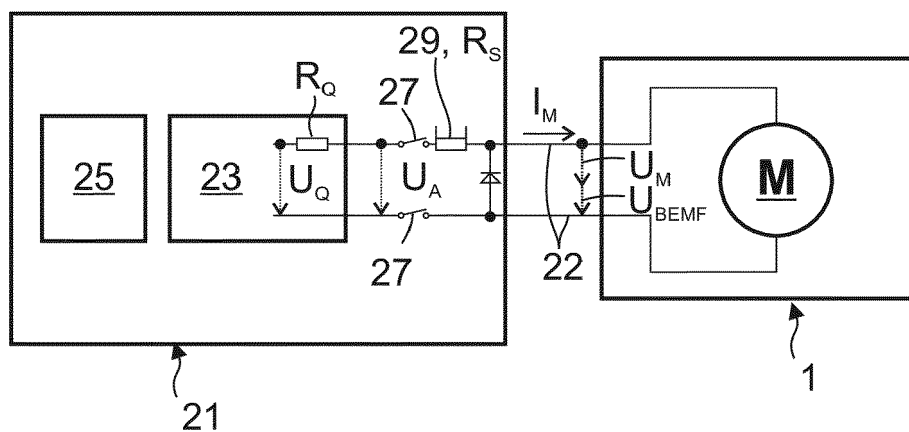 29, R_S
R_Q
27
I_M
25
23
U_Q
U_A
U_M
U_BEMF
M
27
22
21
1